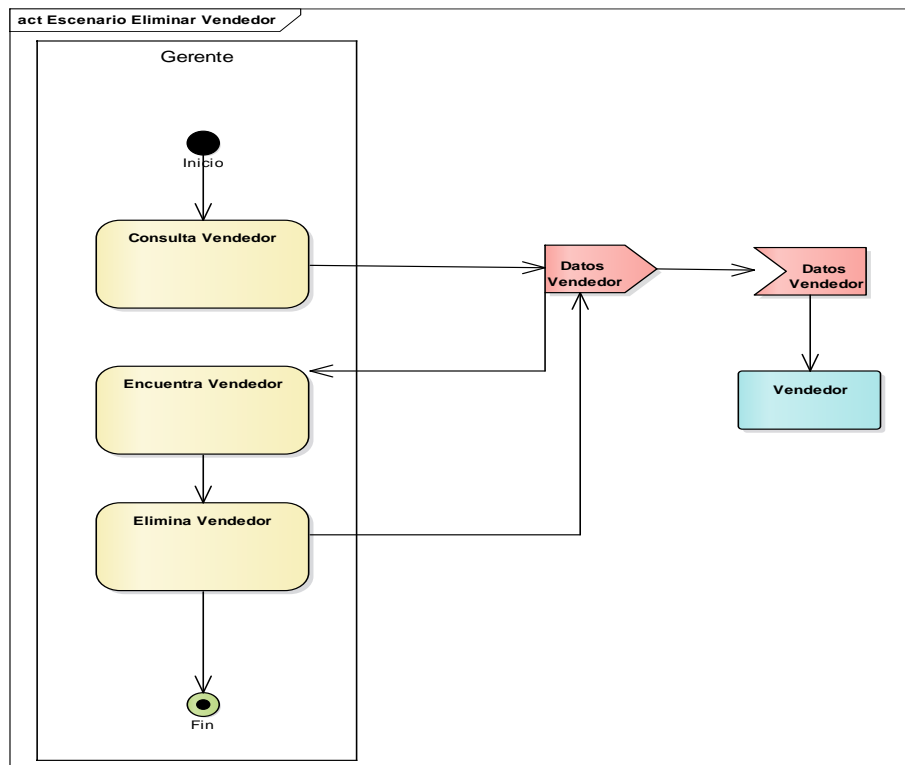 act Escenario Eliminar Vendedor
Gerente
Inicio
Consulta Vendedor
Datos
Vendedor
Datos
Vendedor
Encuentra Vendedor
Vendedor
Elimina Vendedor
Fin